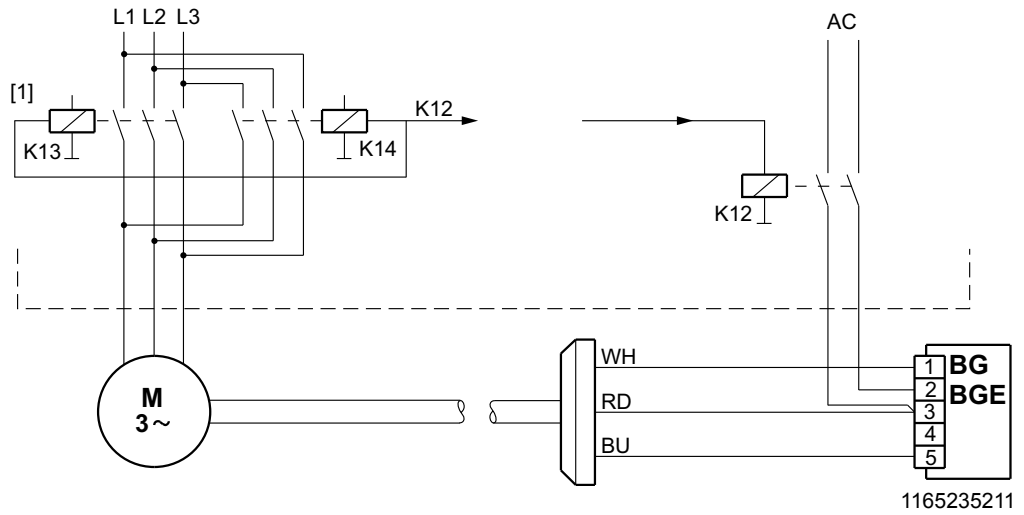 L1 L2 L3
AC
[1]
K12
K13
K14
K12
WH
1
BG
M
3~
2
BGE
RD
3
4
BU
5
1165235211